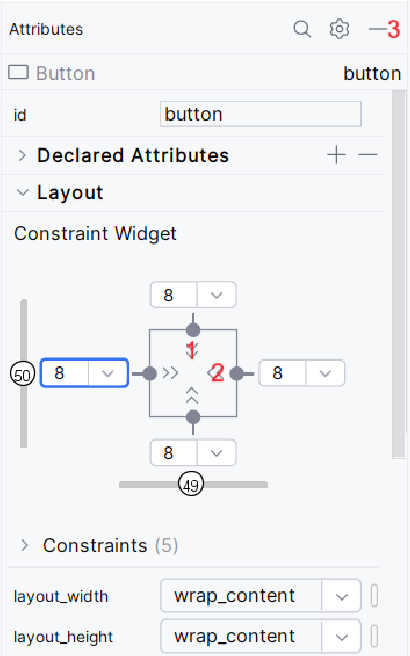 Attributes 3
Button button
id button
Declared Attributes
Layout
Constraint Widget
8
1
50 8 2 8
8
49
Constraints (5)
layout_width wrap_content
layout_height wrap_content